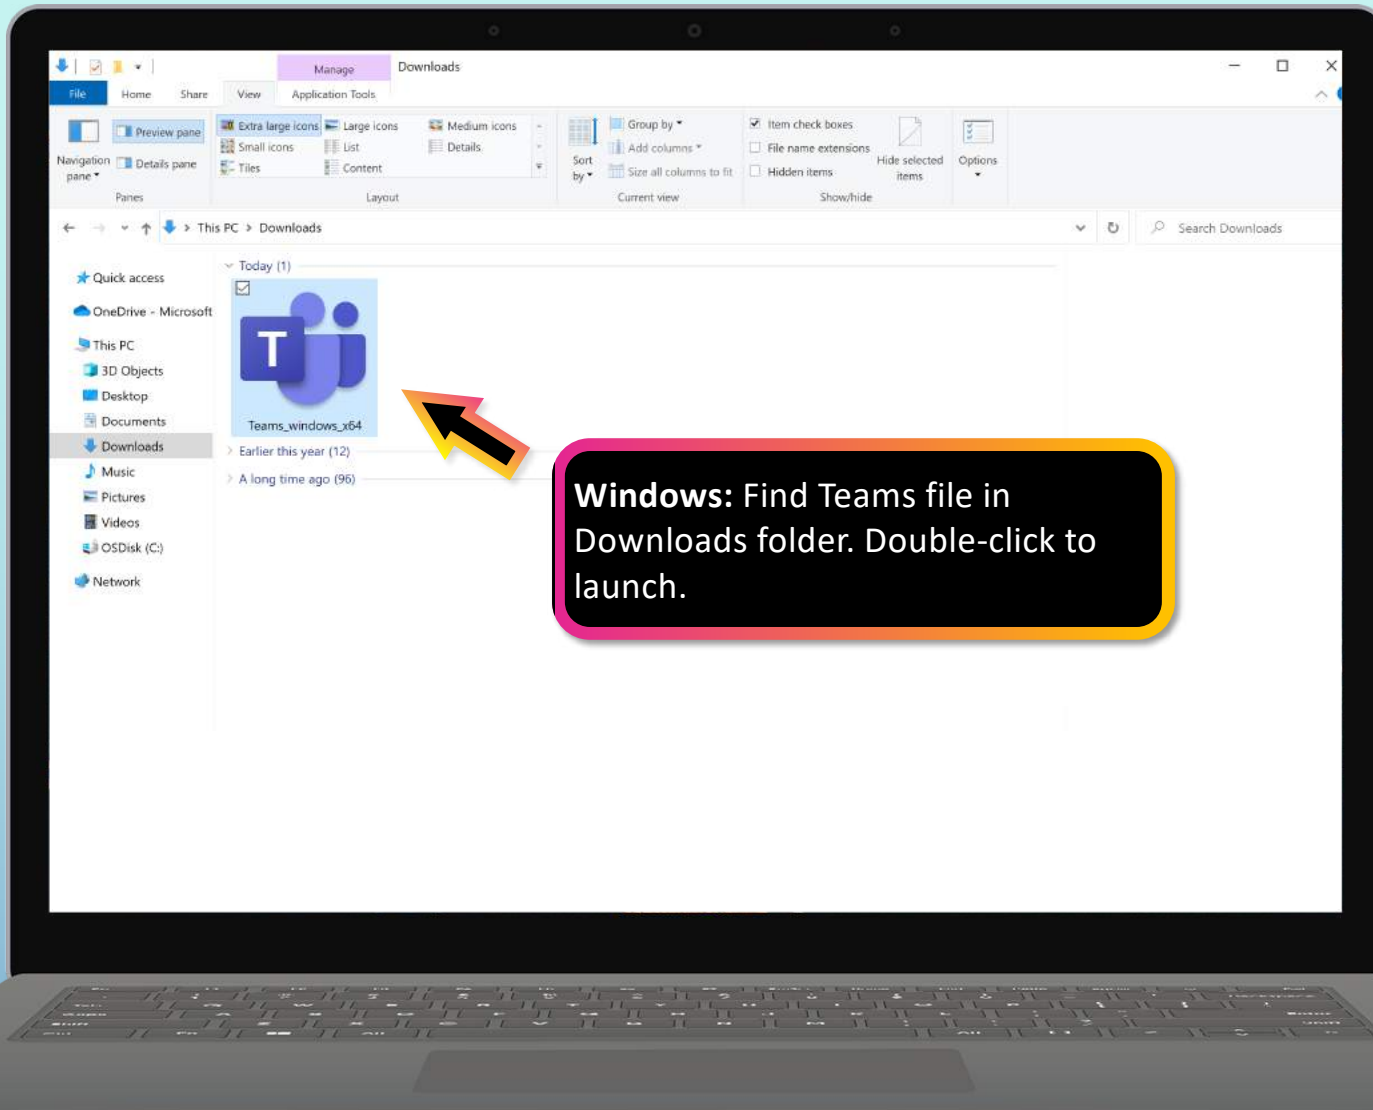 Manage
Downloads
File
Home
Share
View
Application Tools
Preview pane
Extra large icons
Large icons
Medium icons
Group by
Item check boxes
Small icons
List
Details
Add columns
File name extensions
Navigation
pane
Details pane
Tiles
Content
Sort
by
Size all columns to fit
Hidden items
Hide selected
items
Options
Panes
Layout
Current view
Show/hide
This PC > Downloads
Search Downloads
Today (1)
Quick access
OneDrive - Microsoft
This PC
T
3D Objects
Desktop
Documents
Teams_windows_x64
Downloads
Earlier this year (12)
Music
A long time ago (96)
Pictures
Videos
OSDisk (C:)
Network
Windows: Find Teams file in
Downloads folder. Double-click to
launch.